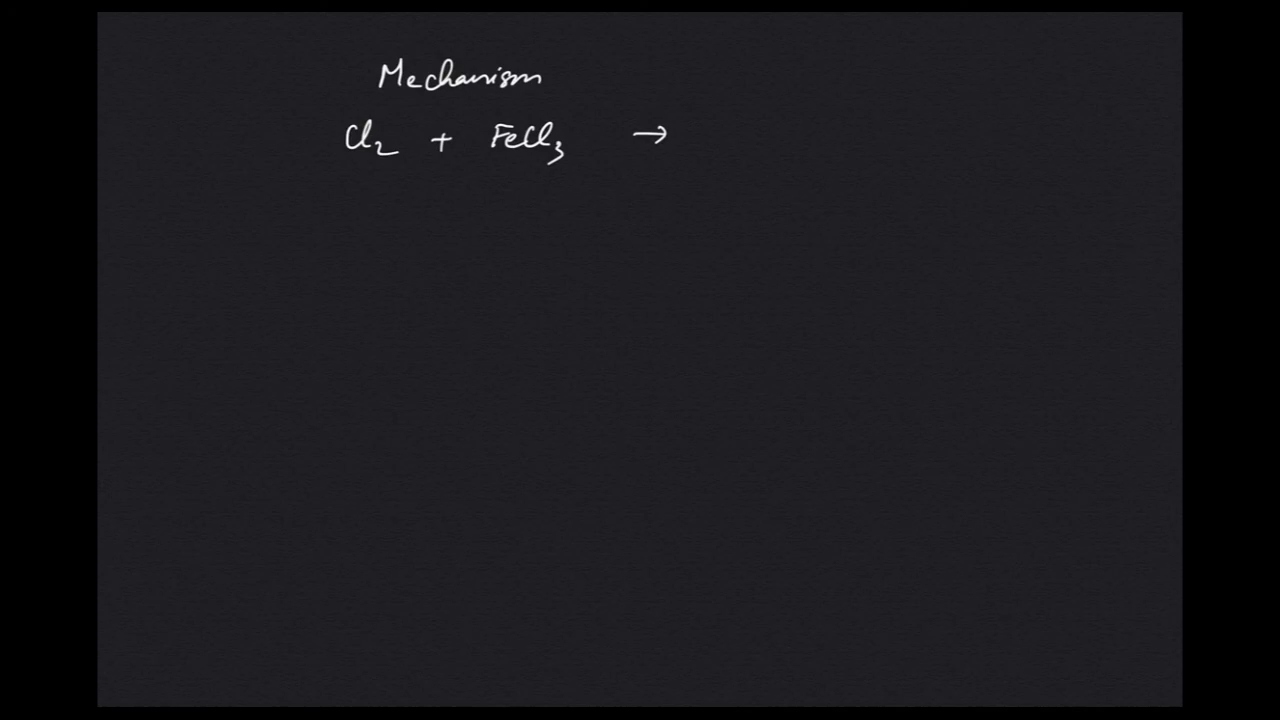 Mechanism
Cl₂ + FeCl₃ →